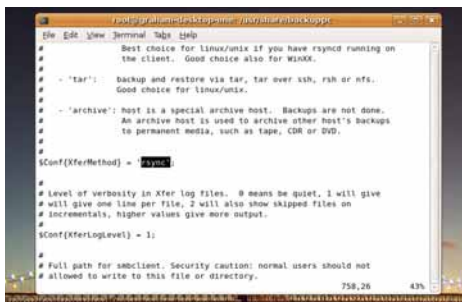 root@graham-desktop-one: /usr/share/backuppc
File Edit View Terminal Tabs Help
# Best choice for linux/unix if you have rsyncd running on
# the client. Good choice also for WinXX.
#
# - 'tar': backup and restore via tar, tar over ssh, rsh or nfs.
# Good choice for linux/unix.
#
# - 'archive': host is a special archive host. Backups are not done.
# An archive host is used to archive other host's backups
# to permanent media, such as tape, CDR or DVD.
#
$Conf{XferMethod} = 'rsync';
#
# Level of verbosity in Xfer log files. 0 means be quiet, 1 will give
# will give one line per file, 2 will also show skipped files on
# incrementals, higher values give more output.
#
$Conf{XferLogLevel} = 1;
#
# Full path for smbclient. Security caution: normal users should not
# allowed to write to this file or directory.
758,26 43%